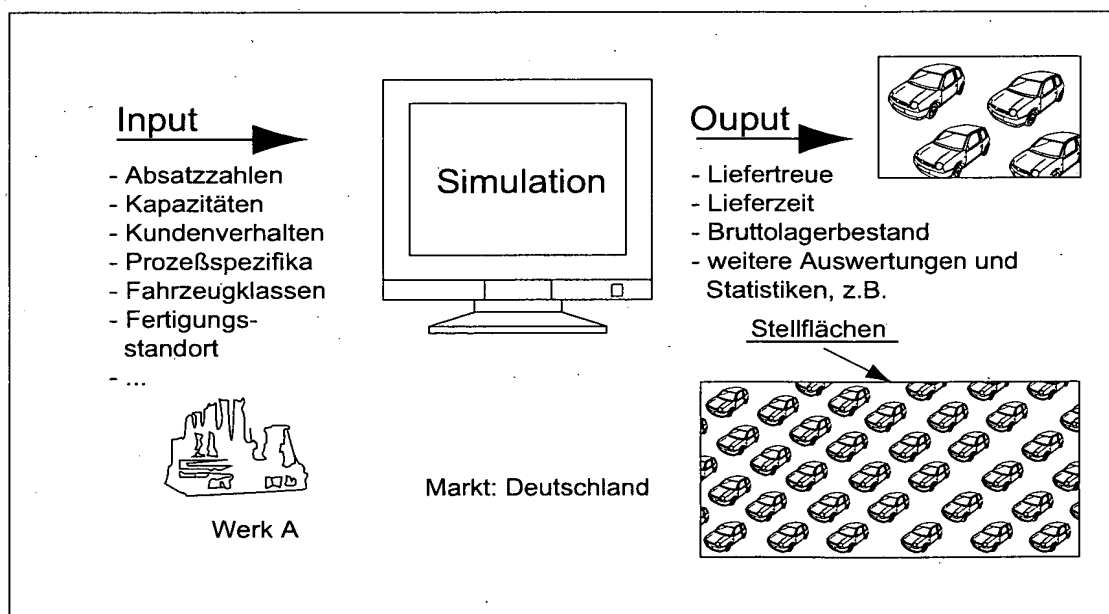 Input
- Absatzzahlen
- Kapazitäten
- Kundenverhalten
- Prozeßspezifika
- Fahrzeugklassen
- Fertigungs-
standort
- ...
Werk A
Simulation
Markt: Deutschland
Ouput
- Liefertreue
- Lieferzeit
- Bruttolagerbestand
- weitere Auswertungen und
Statistiken, z.B.
Stellflächen